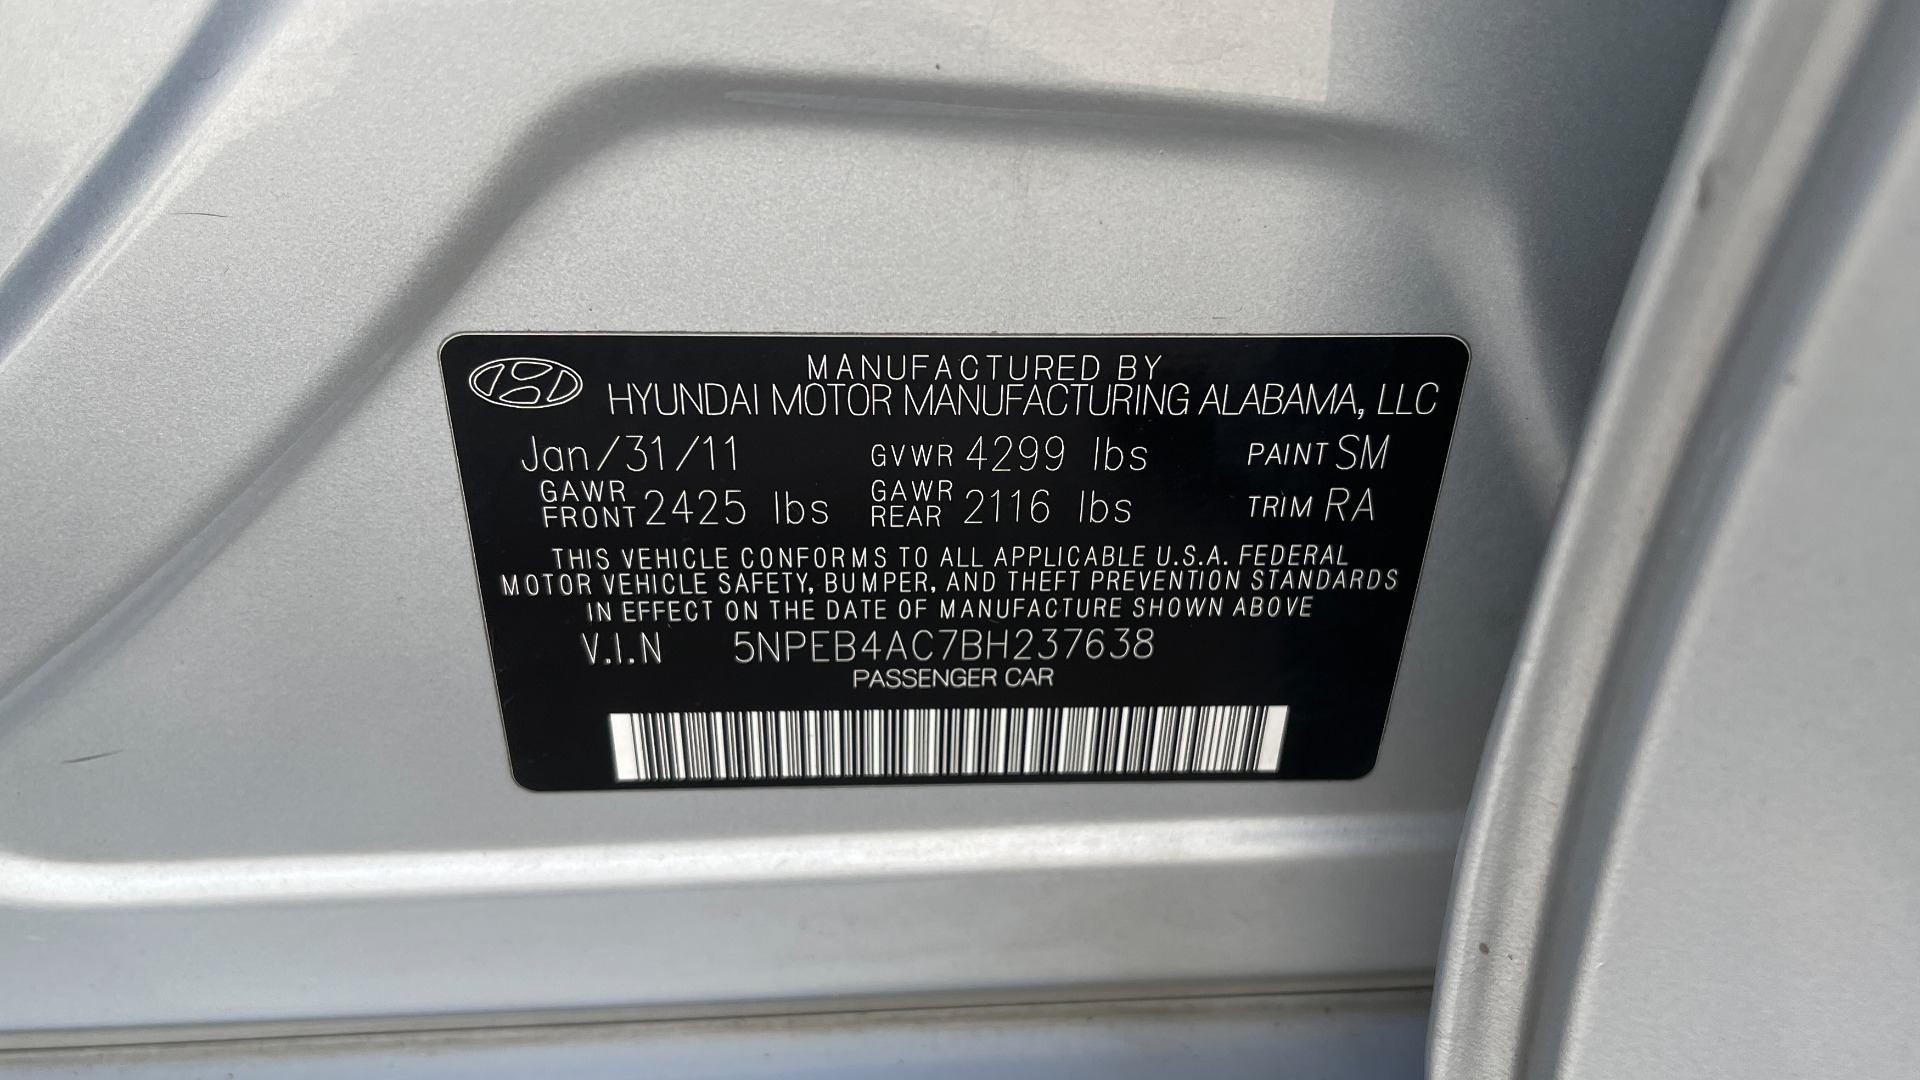 MANUFACTURED BY
HYUNDAI MOTOR MANUFACTURING ALABAMA, LLC
Jan/31/11 GVWR 4299 lbs PAINT SM
GAWR FRONT 2425 lbs GAWR REAR 2116 lbs TRIM RA
THIS VEHICLE CONFORMS TO ALL APPLICABLE U.S.A. FEDERAL
MOTOR VEHICLE SAFETY, BUMPER, AND THEFT PREVENTION STANDARDS
IN EFFECT ON THE DATE OF MANUFACTURE SHOWN ABOVE
V.I.N 5NPEB4AC7BH237638
PASSENGER CAR